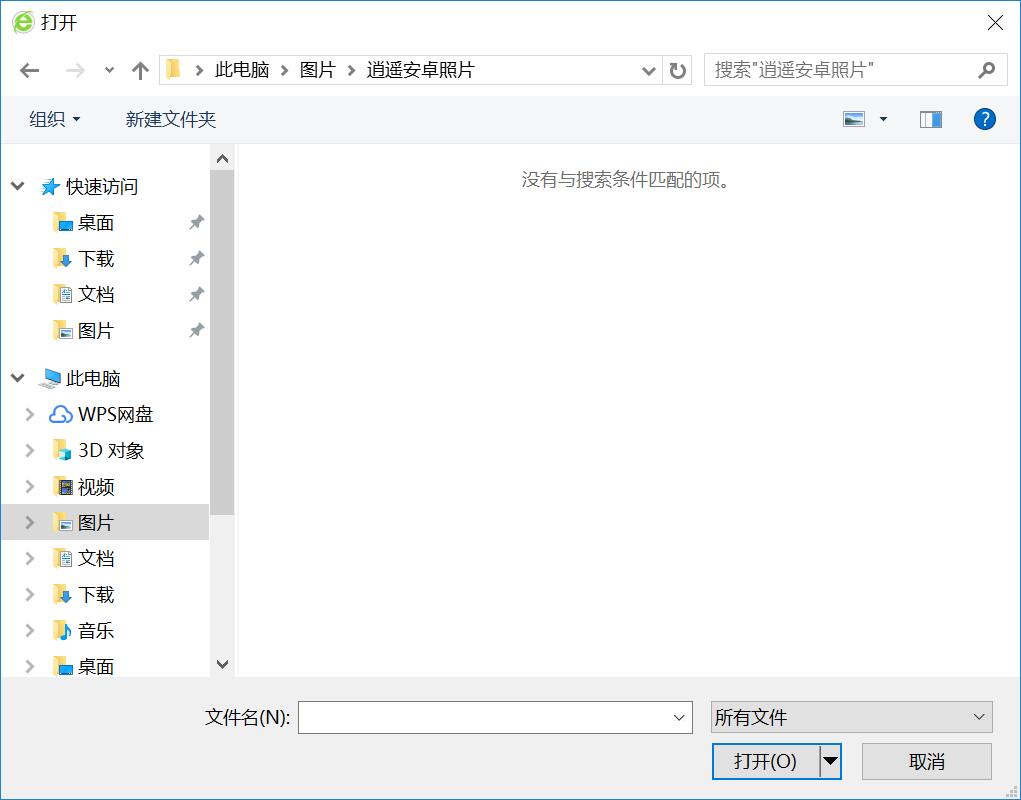 打开
此电脑 图片 逍遥安卓照片 搜索"逍遥安卓照片"
组织 新建文件夹
没有与搜索条件匹配的项。
快速访问
桌面
下载
文档
图片
此电脑
WPS网盘
3D 对象
视频
图片
文档
下载
音乐
桌面
文件名(N): 所有文件
打开(O) 取消